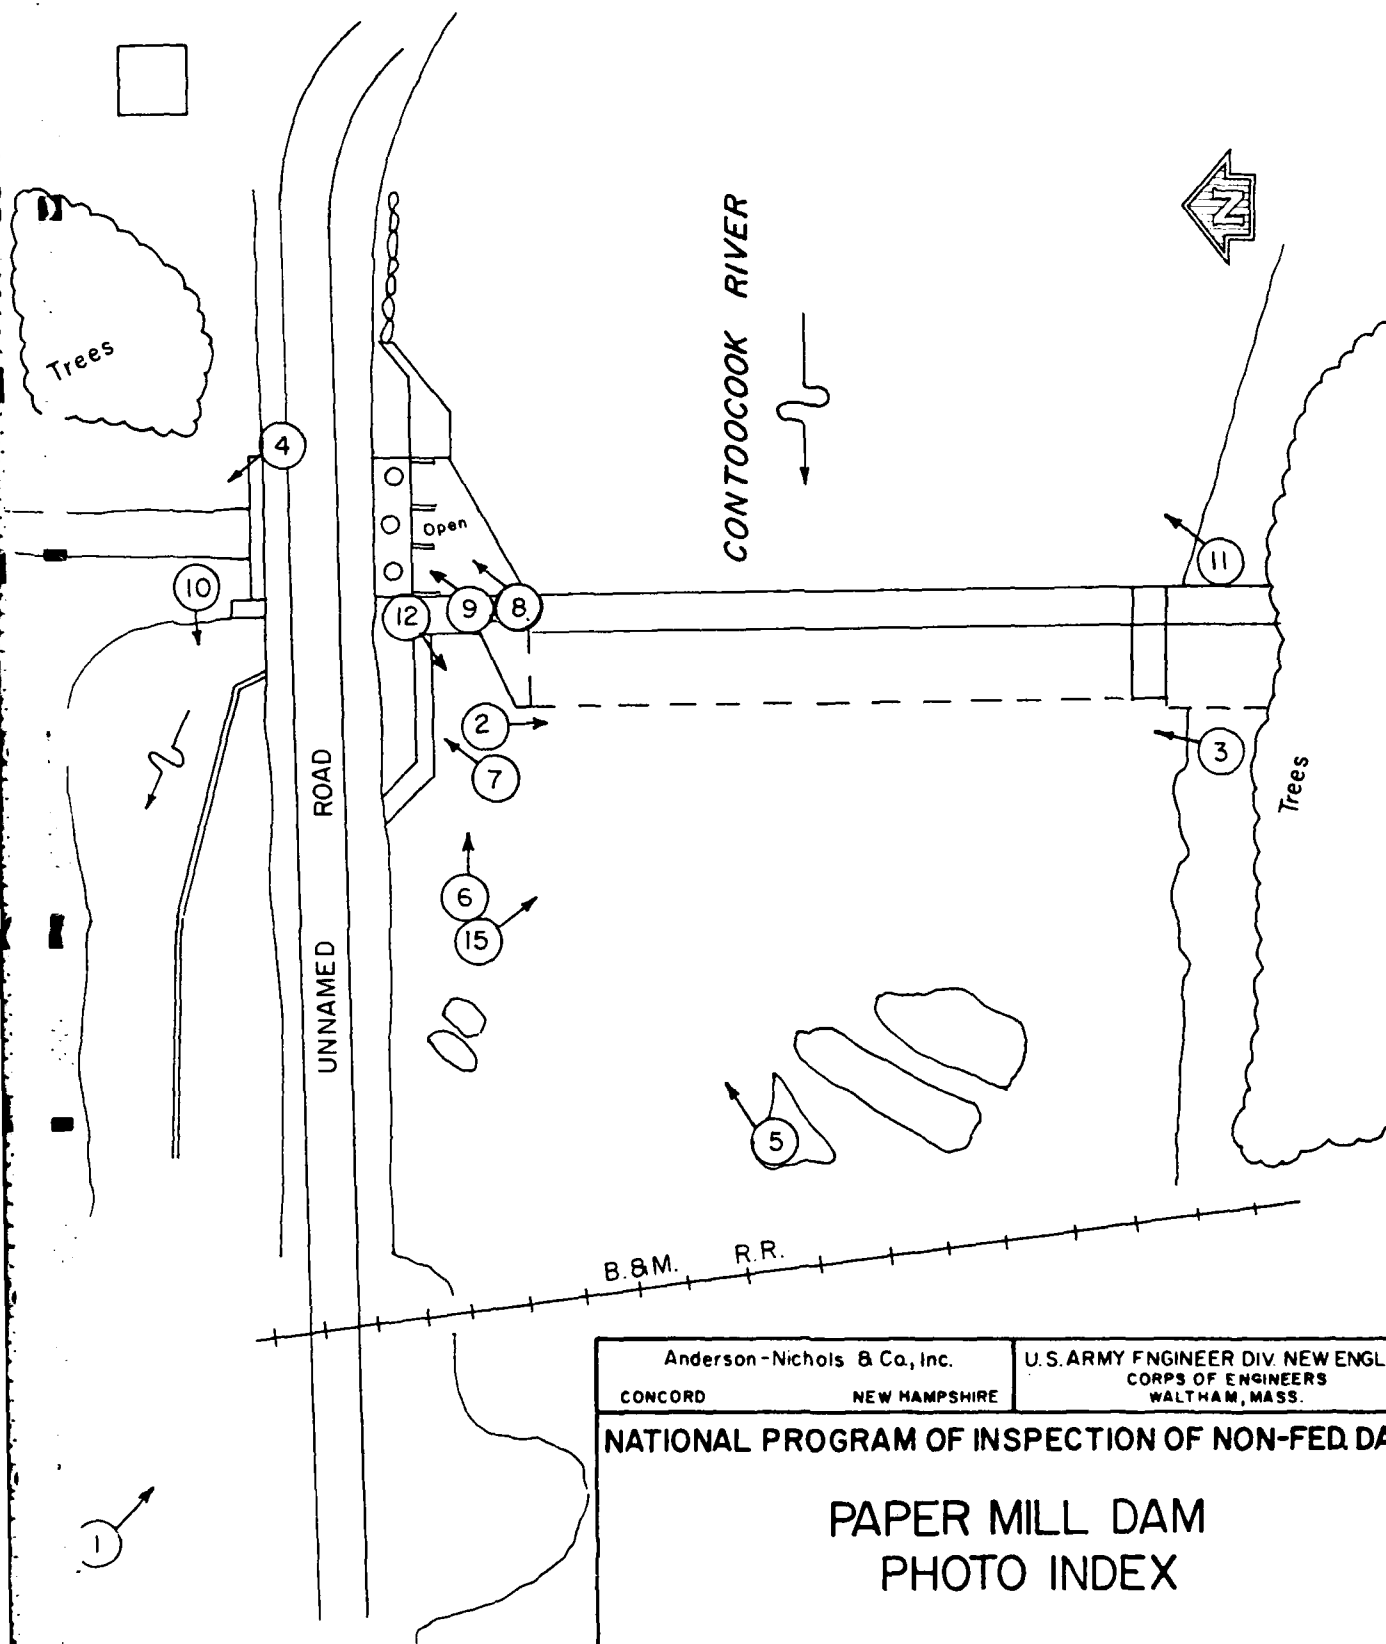 N
CONTOOCOOK RIVER
Trees
4
Open
11
10
12
9
8
2
3
7
Trees
UNNAMED ROAD
6
15
5
B.&M. R.R.
Anderson-Nichols & Co., Inc.
CONCORD NEW HAMPSHIRE
U.S. ARMY ENGINEER DIV. NEW ENGL
CORPS OF ENGINEERS
WALTHAM, MASS.
NATIONAL PROGRAM OF INSPECTION OF NON-FED. DA
PAPER MILL DAM
PHOTO INDEX
1